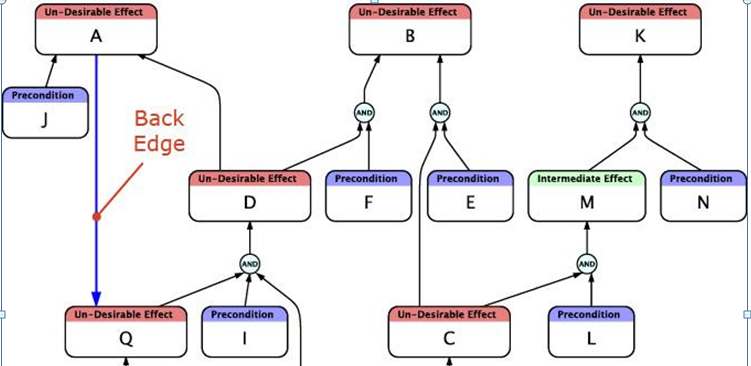 Un-Desirable Effect
A
Un-Desirable Effect
B
Un-Desirable Effect
K
Precondition
J
Back
Edge
AND
AND
AND
Un-Desirable Effect
D
Precondition
F
Precondition
E
Intermediate Effect
M
Precondition
N
AND
AND
Un-Desirable Effect
Q
Precondition
I
Un-Desirable Effect
C
Precondition
L